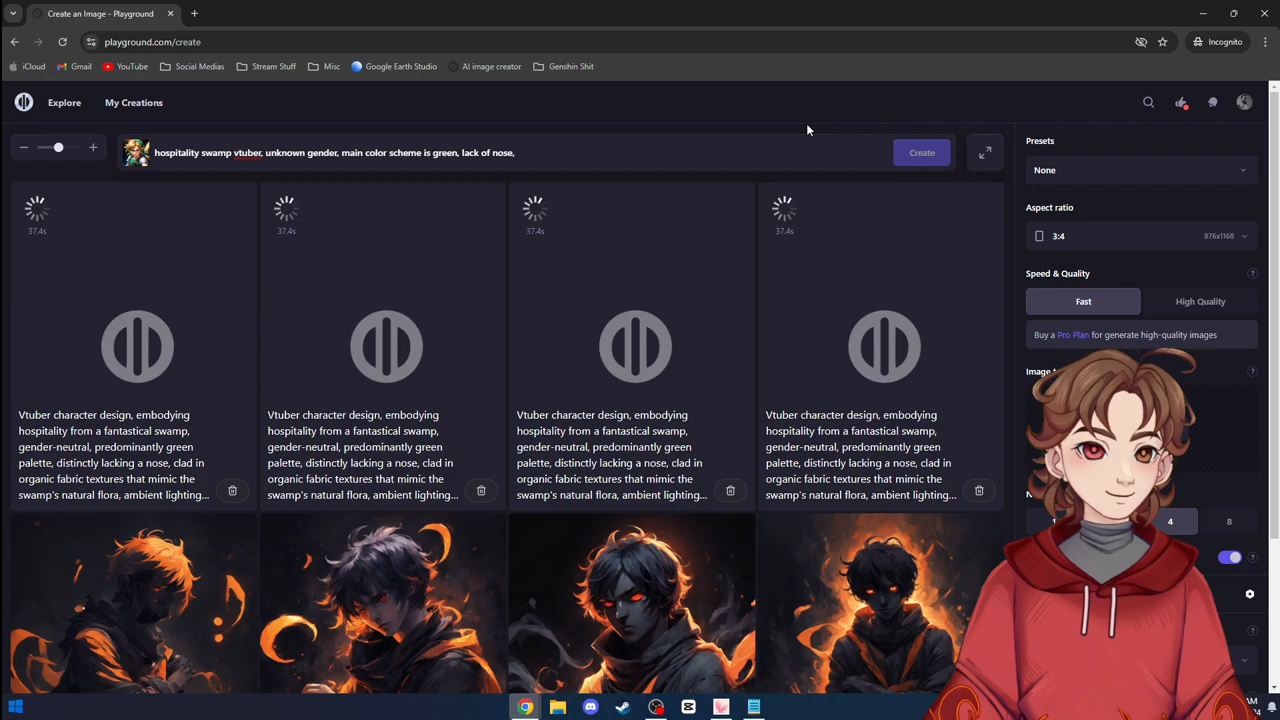 Create an Image - Playground
playground.com/create
Incognito
iCloud
Gmail
YouTube
Social Medias
Stream Stuff
Misc
Google Earth Studio
AI image creator
Genshin Shit
Explore
My Creations
hospitality swamp vtuber, unknown gender, main color scheme is green, lack of nose,
Create
37.4s
37.4s
37.4s
37.4s
Vtuber character design, embodying
hospitality from a fantastical swamp,
gender-neutral, predominantly green
palette, distinctly lacking a nose, clad in
organic fabric textures that mimic the
swamp's natural flora, ambient lighting...
Vtuber character design, embodying
hospitality from a fantastical swamp,
gender-neutral, predominantly green
palette, distinctly lacking a nose, clad in
organic fabric textures that mimic the
swamp's natural flora, ambient lighting...
Vtuber character design, embodying
hospitality from a fantastical swamp,
gender-neutral, predominantly green
palette, distinctly lacking a nose, clad in
organic fabric textures that mimic the
swamp's natural flora, ambient lighting...
Vtuber character design, embodying
hospitality from a fantastical swamp,
gender-neutral, predominantly green
palette, distinctly lacking a nose, clad in
organic fabric textures that mimic the
swamp's natural flora, ambient lighting...
Presets
None
Aspect ratio
3:4
876x1168
Speed & Quality
Fast
High Quality
Buy a Pro Plan for generate high-quality images
Image
4
8